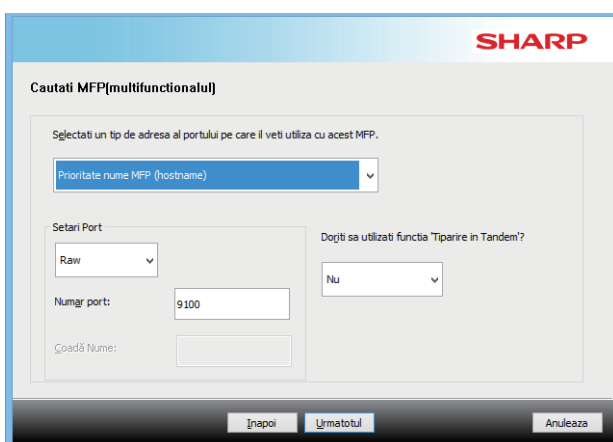 SHARP
Cautati MFP(multifunctionalul)
Selectati un tip de adresa al portului pe care il veti utiliza cu acest MFP.
Prioritate nume MFP (hostname)
Setari Port
Raw
Numar port:
9100
Coadă Nume:
Doriti sa utilizati functia 'Tiparire in Tandem'?
Nu
Inapoi
Urmatotul
Anuleaza